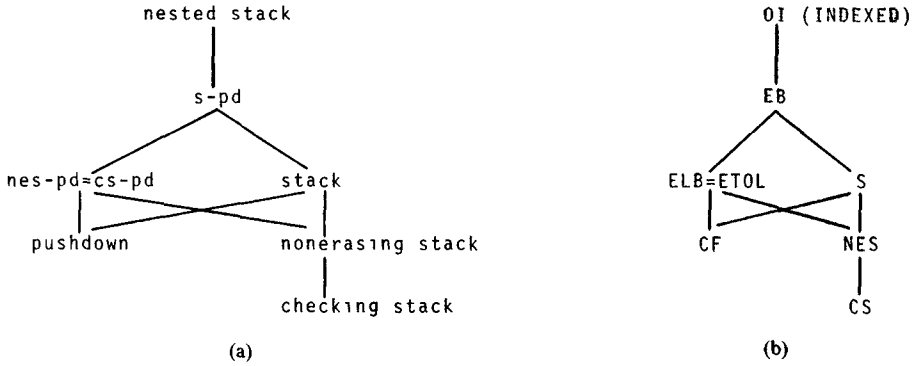 nested stack
s-pd
nes-pd=cs-pd stack
pushdown nonerasing stack
checking stack
(a)
OI (INDEXED)
EB
ELB=ETOL S
CF NES
CS
(b)